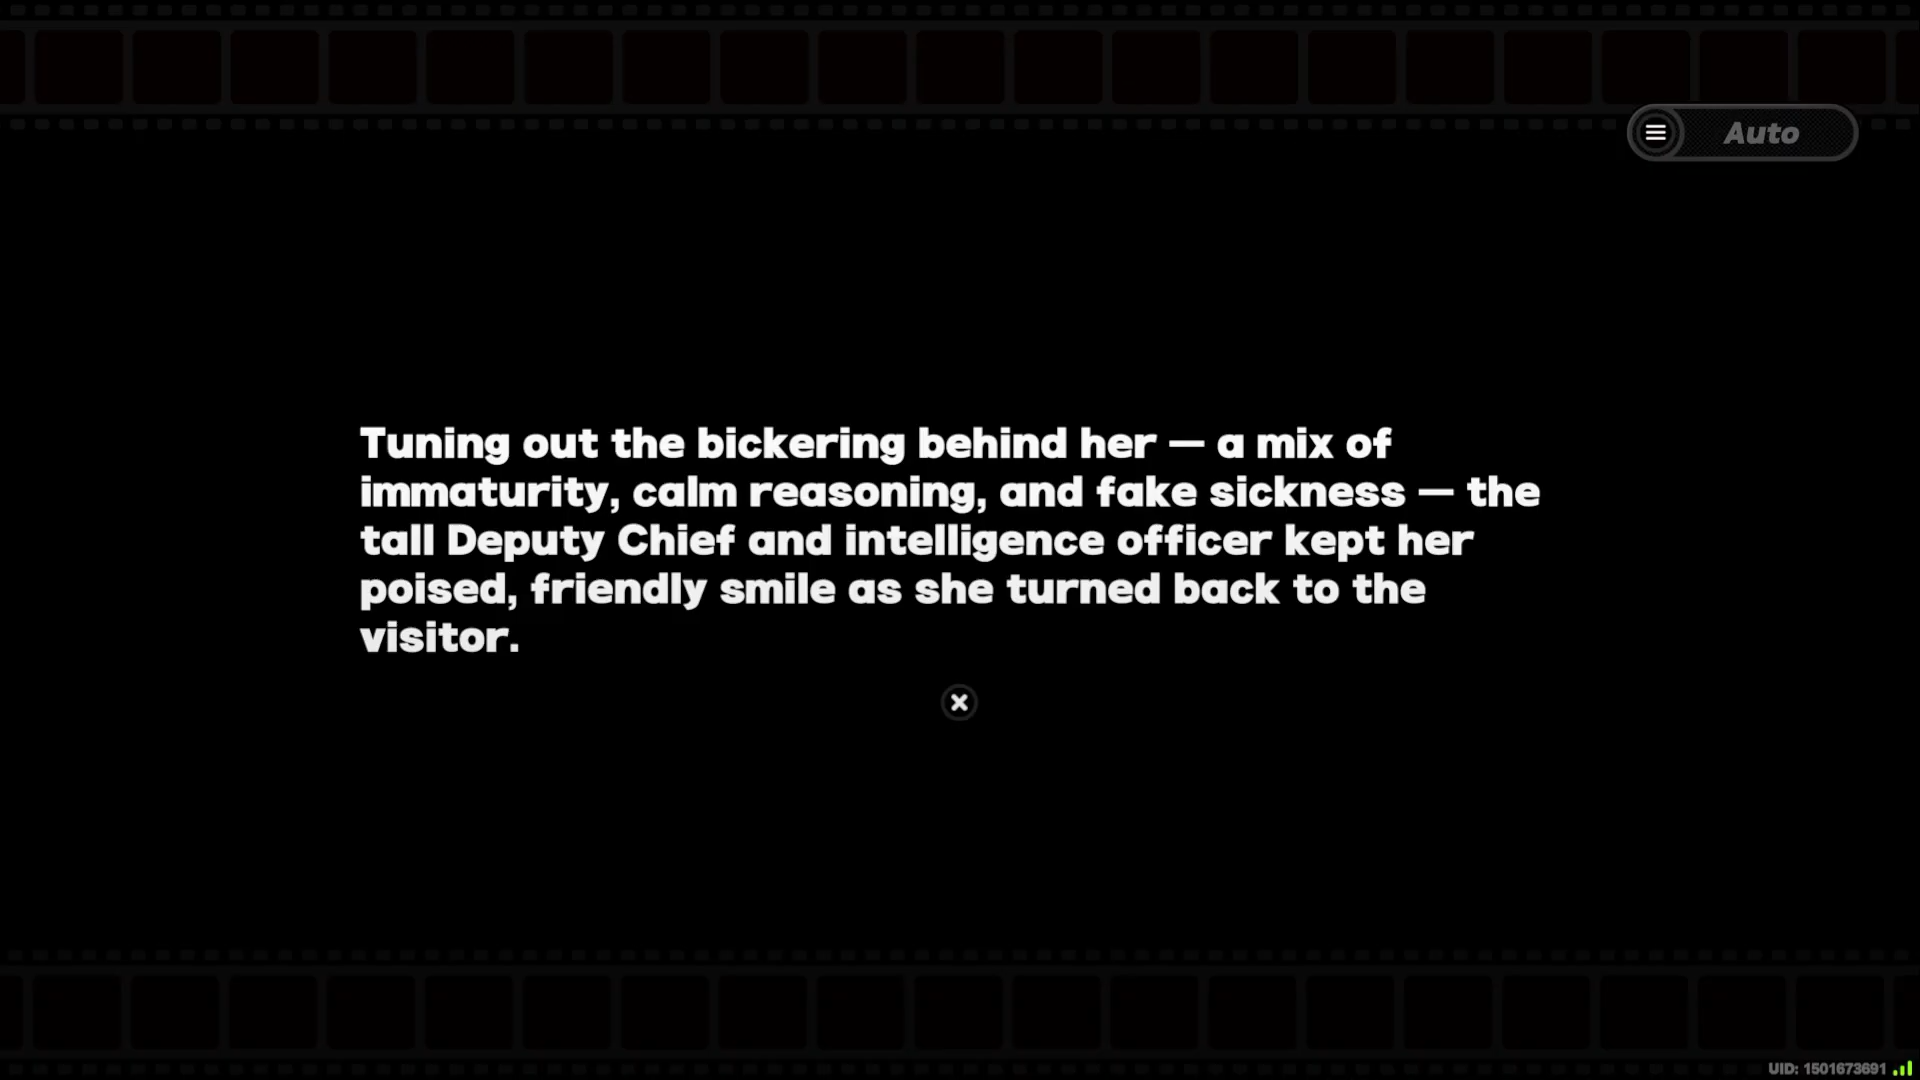 Auto
Tuning out the bickering behind her — a mix of
immaturity, calm reasoning, and fake sickness — the
tall Deputy Chief and intelligence officer kept her
poised, friendly smile as she turned back to the
visitor.
UID: 1501673691